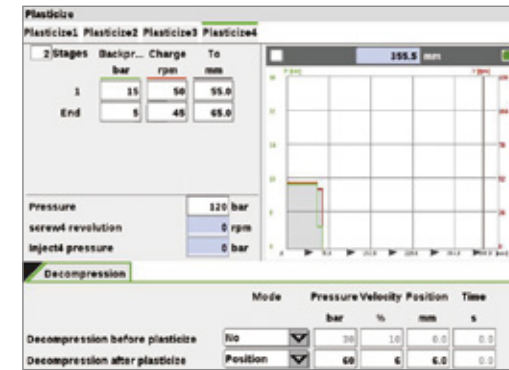 Plasticize
Plasticize1 Plasticize2 Plasticize3 Plasticize4
2 Stages Backpr... Charge To
bar rpm mm
1 15 50 55.0
End 5 45 65.0
355.5 mm
Pressure 120 bar
screw4 revolution 0 rpm
Inject4 pressure 0 bar
Decompression
Mode Pressure Velocity Position Time
bar % mm s
Decompression before plasticize No 30 10 0.0 0.0
Decompression after plasticize Position 60 6 6.0 0.0